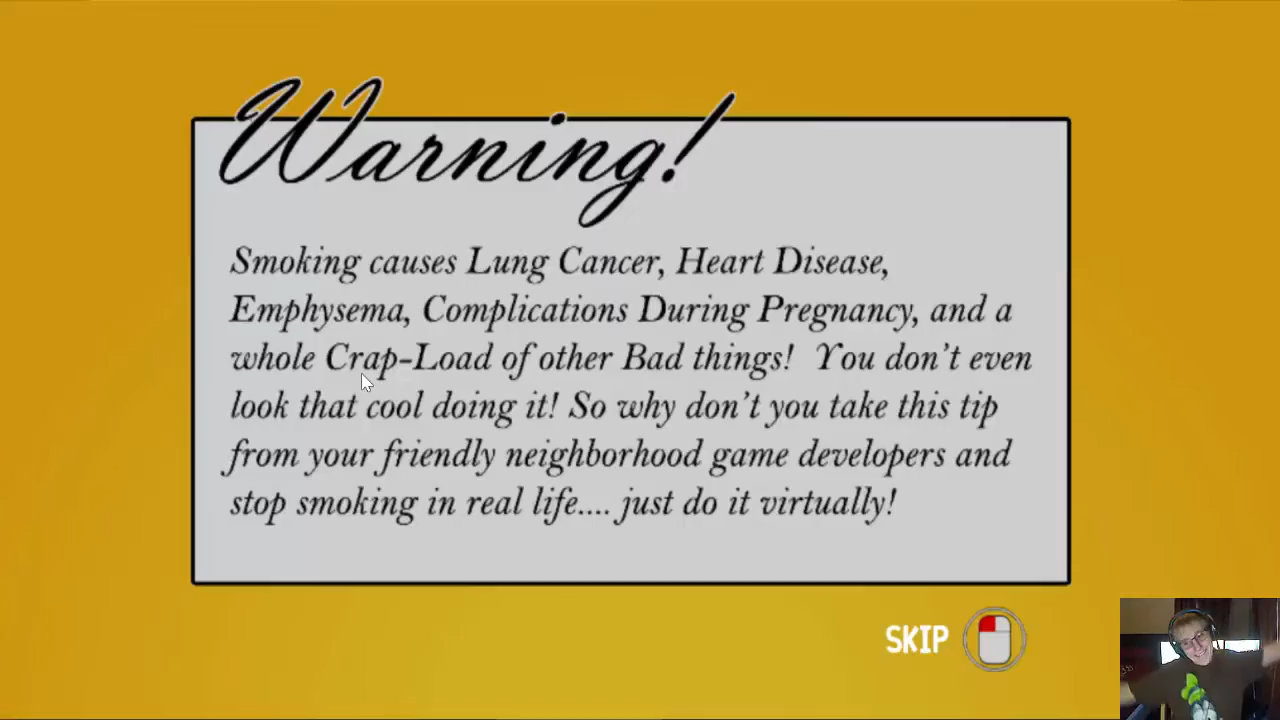 Warning!
Smoking causes Lung Cancer, Heart Disease,
Emphysema, Complications During Pregnancy, and a
whole Crap-Load of other Bad things! You don't even
look that cool doing it! So why don't you take this tip
from your friendly neighborhood game developers and
stop smoking in real life.... just do it virtually!
SKIP